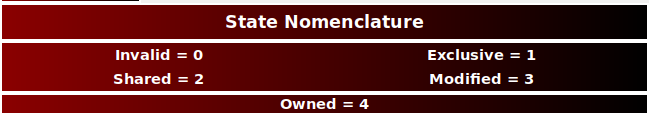 State Nomenclature
Invalid = 0 Exclusive = 1
Shared = 2 Modified = 3
Owned = 4